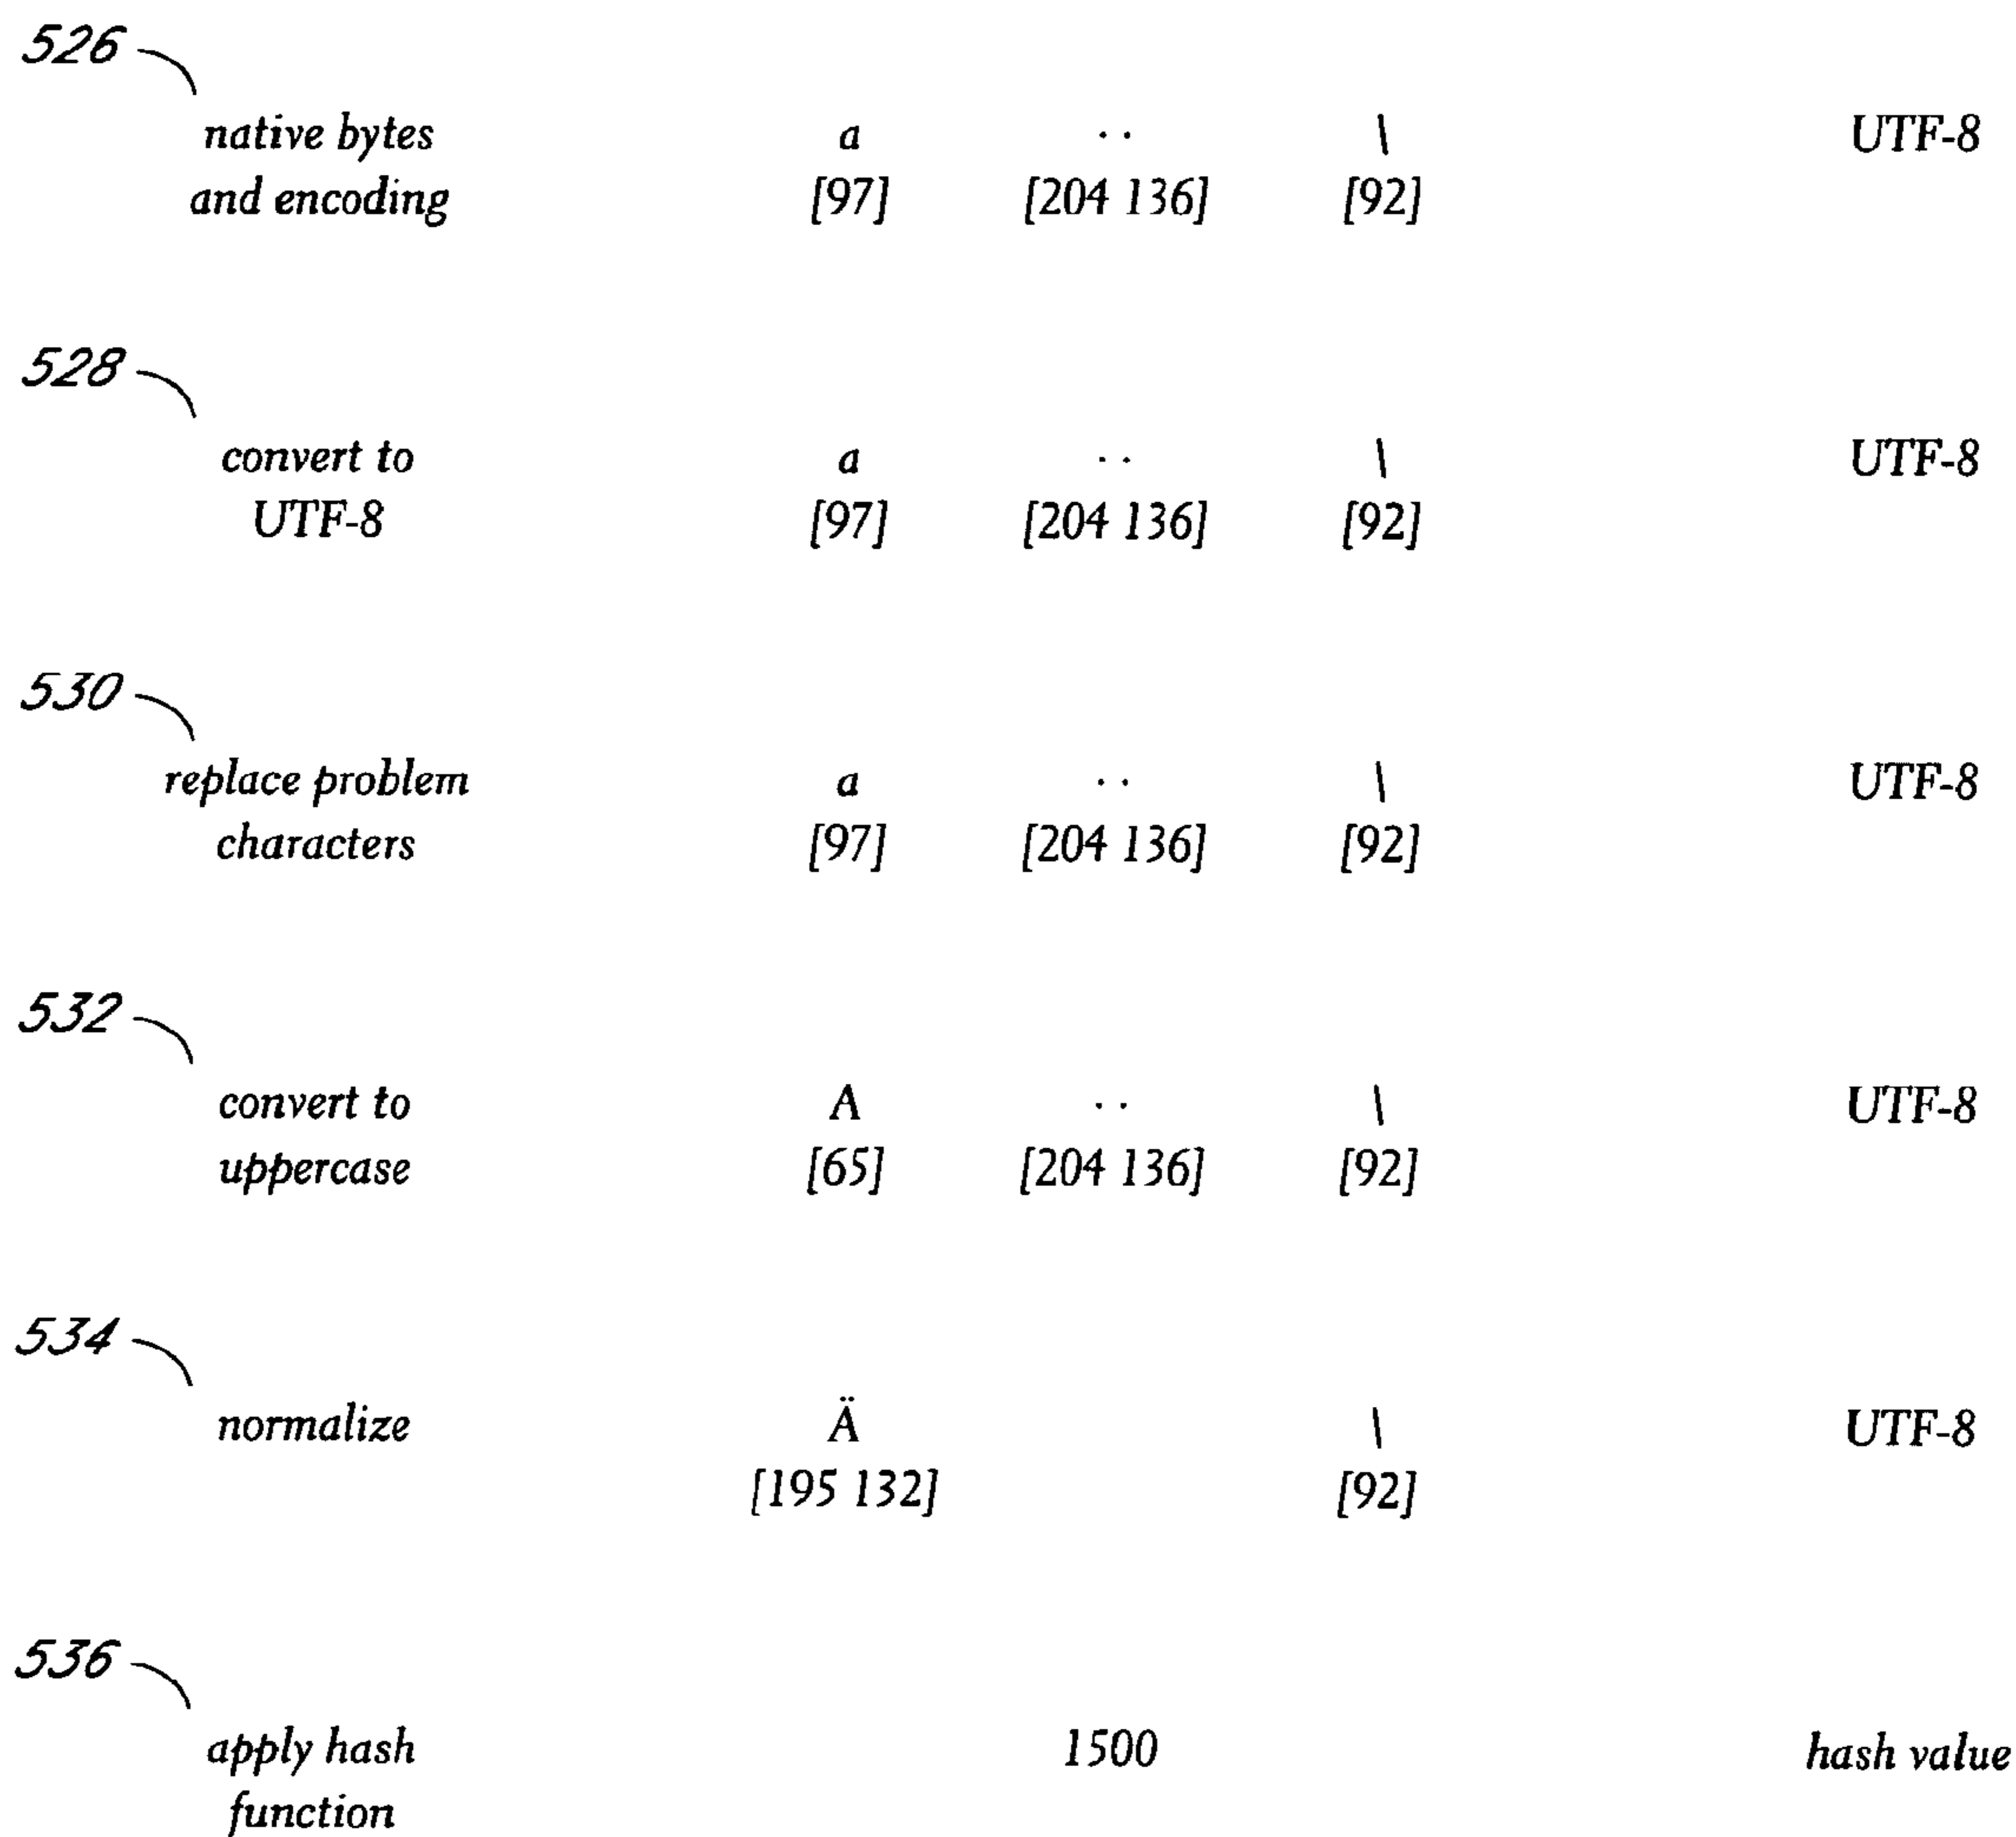 526
native bytes a ·· \ UTF-8
and encoding [97] [204 136] [92]
528
convert to a ·· \ UTF-8
UTF-8 [97] [204 136] [92]
530
replace problem a ·· \ UTF-8
characters [97] [204 136] [92]
532
convert to A ·· \ UTF-8
uppercase [65] [204 136] [92]
534
normalize Ä \ UTF-8
[195 132] [92]
536
apply hash 1500 hash value
function